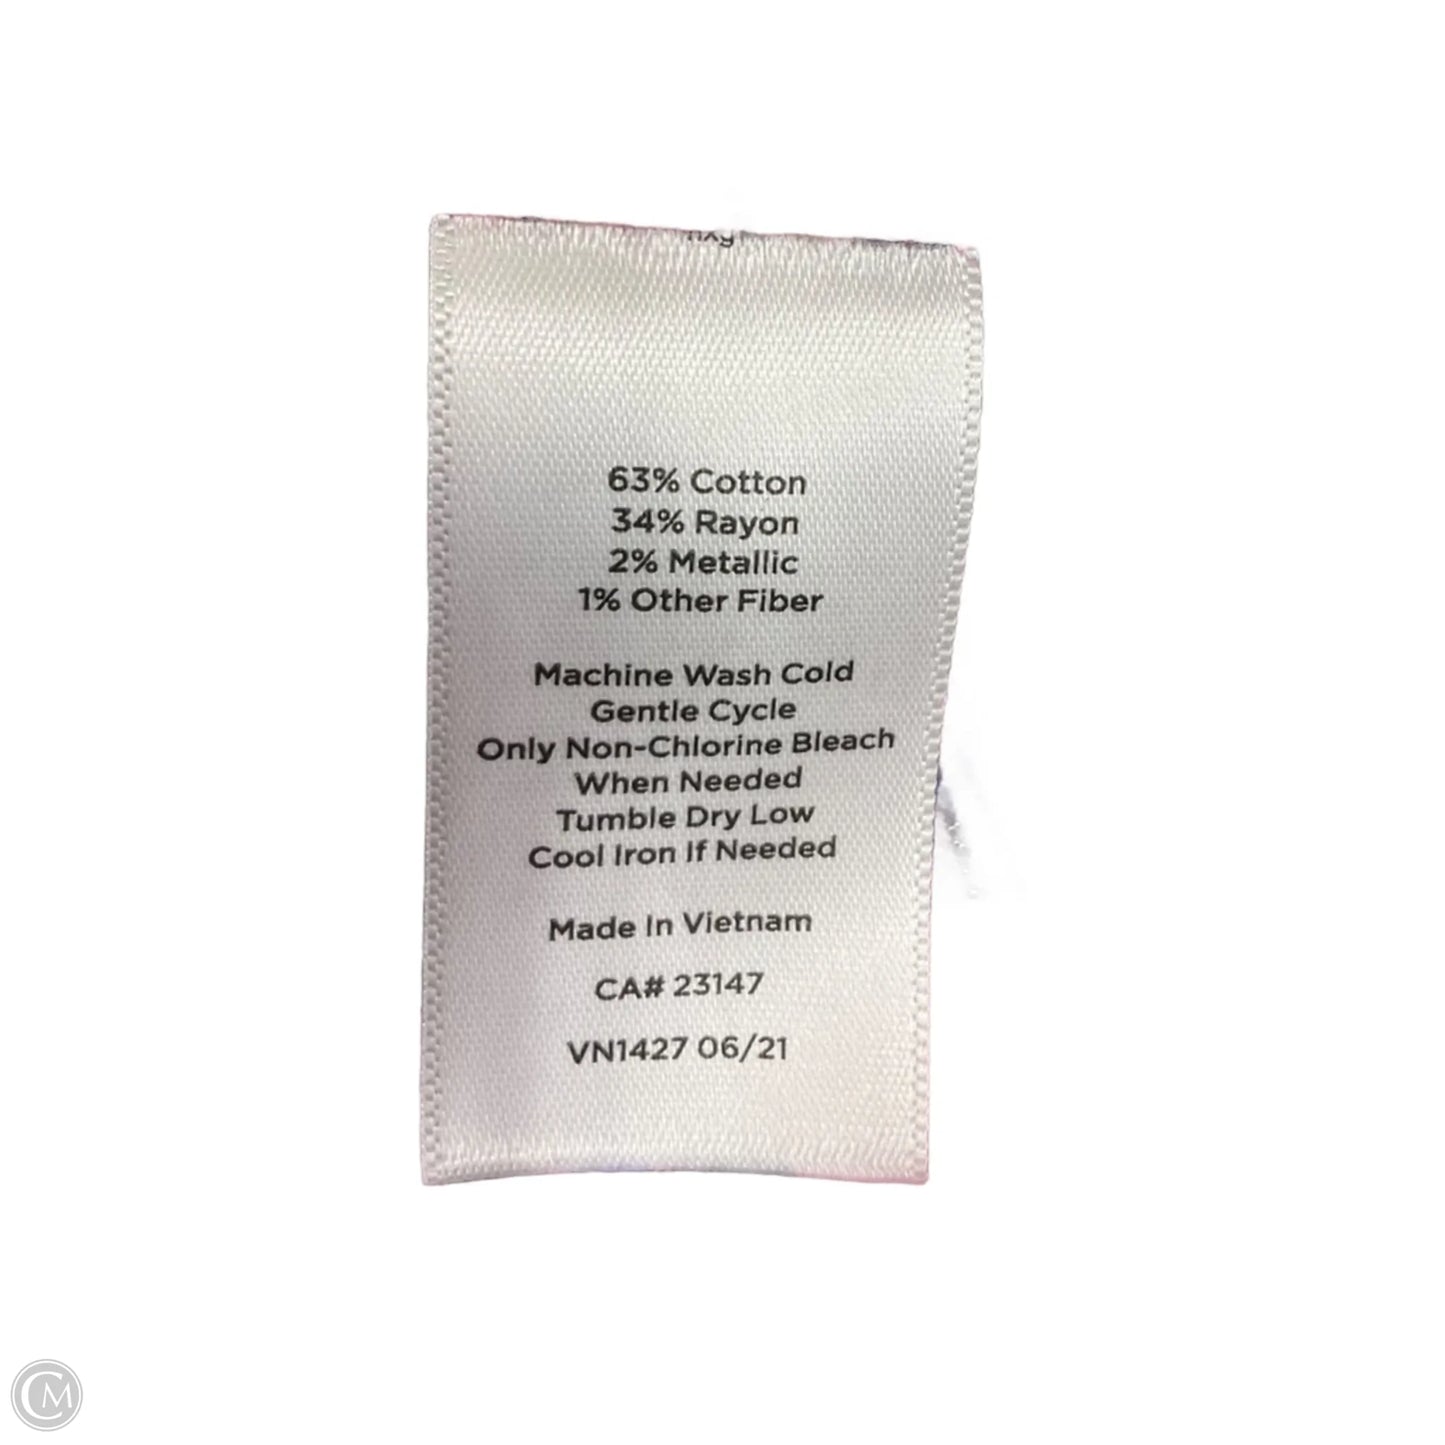 63% Cotton
34% Rayon
2% Metallic
1% Other Fiber
Machine Wash Cold
Gentle Cycle
Only Non-Chlorine Bleach
When Needed
Tumble Dry Low
Cool Iron If Needed
Made In Vietnam
CA# 23147
VN1427 06/21
CM